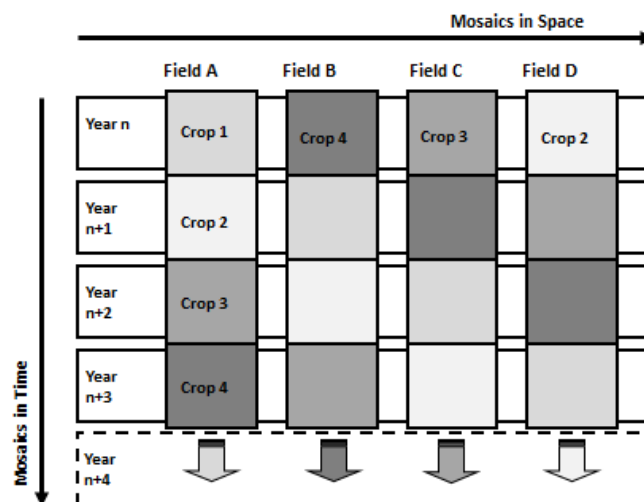 Mosaics in Space
Field A Field B Field C Field D
Year n
Crop 1 Crop 4 Crop 3 Crop 2
Year
n+1
Crop 2
Year
n+2
Crop 3
Year
n+3
Crop 4
Year
n+4
Mosaics in Time